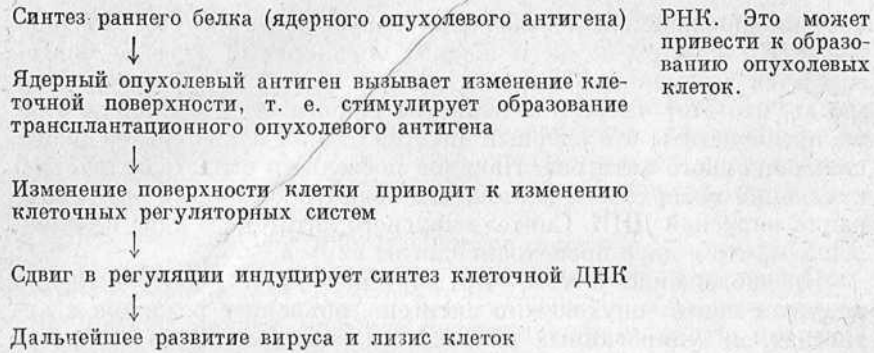 Синтез раннего белка (ядерного опухолевого антигена)
↓
Ядерный опухолевый антиген вызывает изменение кле-
точной поверхности, т. е. стимулирует образование
трансплантационного опухолевого антигена
↓
Изменение поверхности клетки приводит к изменению
клеточных регуляторных систем
↓
Сдвиг в регуляции индуцирует синтез клеточной ДНК
↓
Дальнейшее развитие вируса и лизис клеток
РНК. Это может
привести к образо-
ванию опухолевых
клеток.